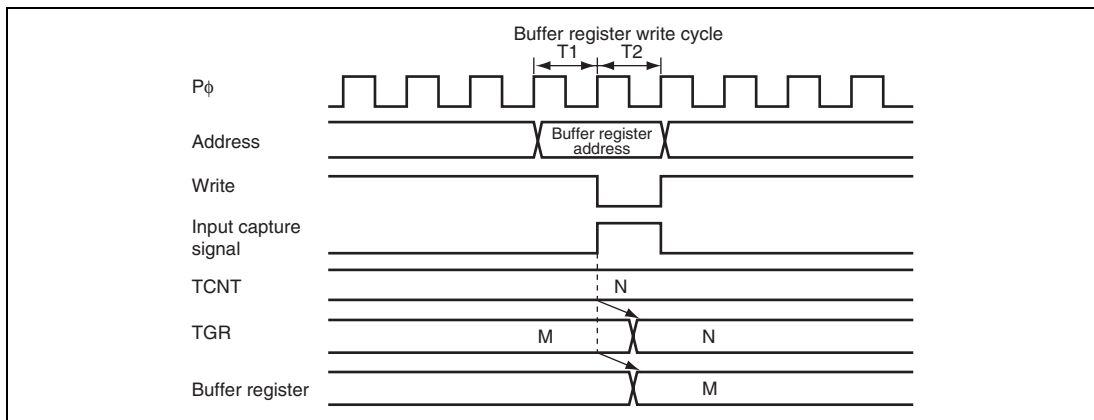 Buffer register write cycle
T1 T2
Pϕ
Address
Buffer register
address
Write
Input capture
signal
TCNT
N
TGR
M
N
Buffer register
M